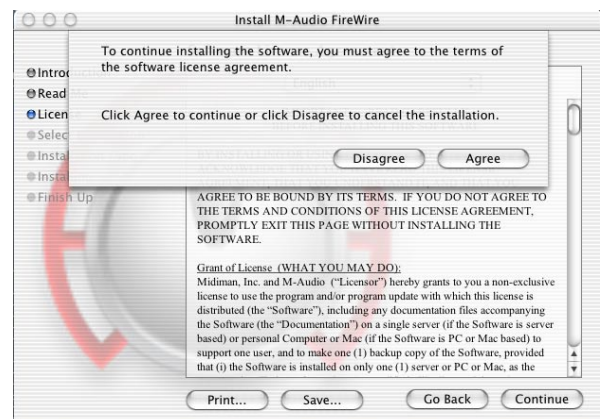 Install M-Audio FireWire
To continue installing the software, you must agree to the terms of
the software license agreement.
Click Agree to continue or click Disagree to cancel the installation.
Disagree
Agree
Introduction
Read Me
Licen
Selec
Instal
Instal
Finish Up
English
AGREE TO BE BOUND BY ITS TERMS. IF YOU DO NOT AGREE TO
THE TERMS AND CONDITIONS OF THIS LICENSE AGREEMENT,
PROMPTLY EXIT THIS PAGE WITHOUT INSTALLING THE
SOFTWARE.
Grant of License (WHAT YOU MAY DO):
Midiman, Inc. and M-Audio ("Licensor") hereby grants to you a non-exclusive
license to use the program and/or program update with which this license is
distributed (the "Software"), including any documentation files accompanying
the Software (the "Documentation") on a single server (if the Software is server
based) or personal Computer or Mac (if the Software is PC or Mac based) to
support one user, and to make one (1) backup copy of the Software, provided
that (i) the Software is installed on only one (1) server or PC or Mac, as the
Print...
Save...
Go Back
Continue